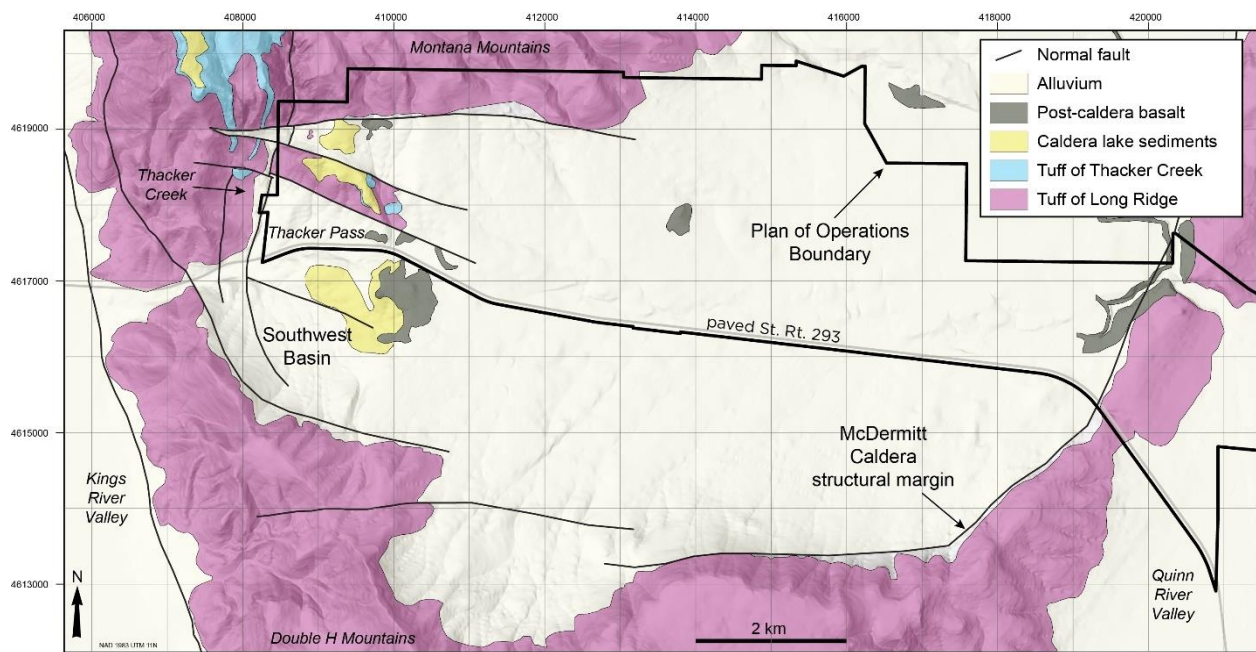 406000
408000
410000
412000
414000
416000
418000
420000
4619000
4617000
4615000
4613000
Montana Mountains
Normal fault
Alluvium
Post-caldera basalt
Caldera lake sediments
Tuff of Thacker Creek
Tuff of Long Ridge
Thacker
Creek
Thacker Pass
Plan of Operations
Boundary
Southwest
Basin
paved St. Rt. 293
McDermitt
Caldera
structural margin
Kings
River
Valley
Quinn
River
Valley
N
NAD 1983 UTM 11N
Double H Mountains
2 km